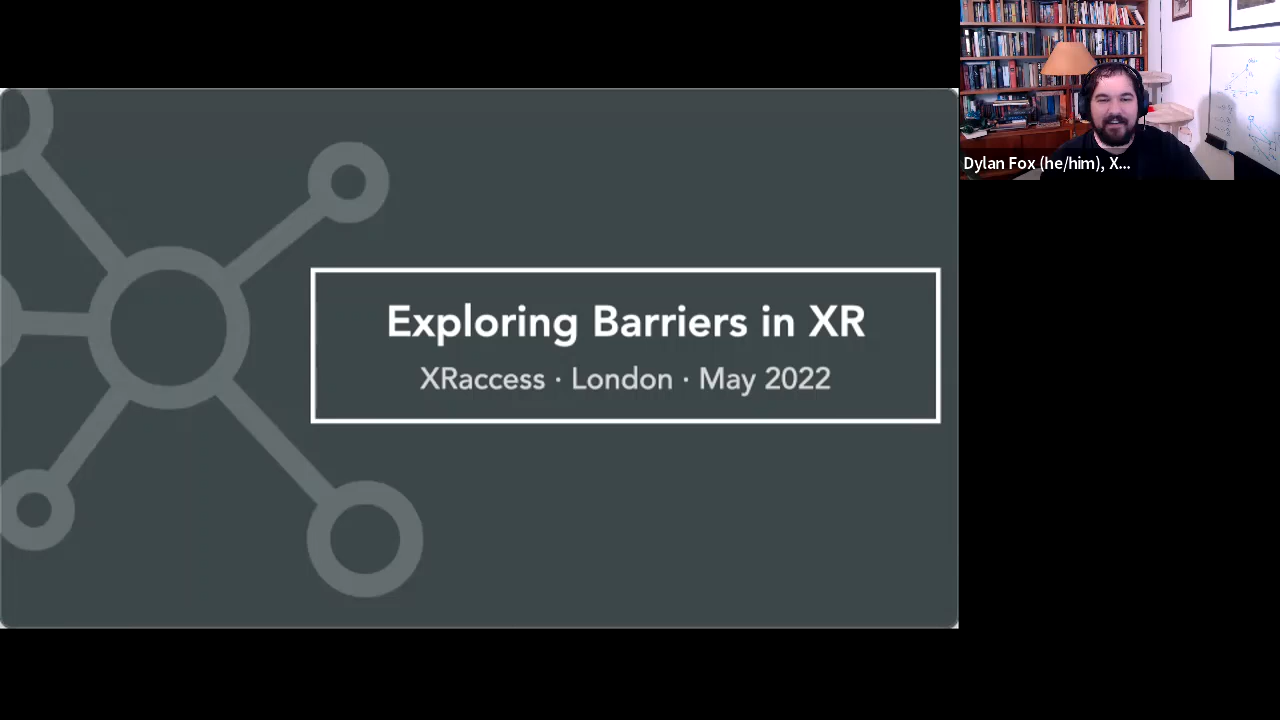 Exploring Barriers in XR
XRaccess · London · May 2022
Dylan Fox (he/him), X...